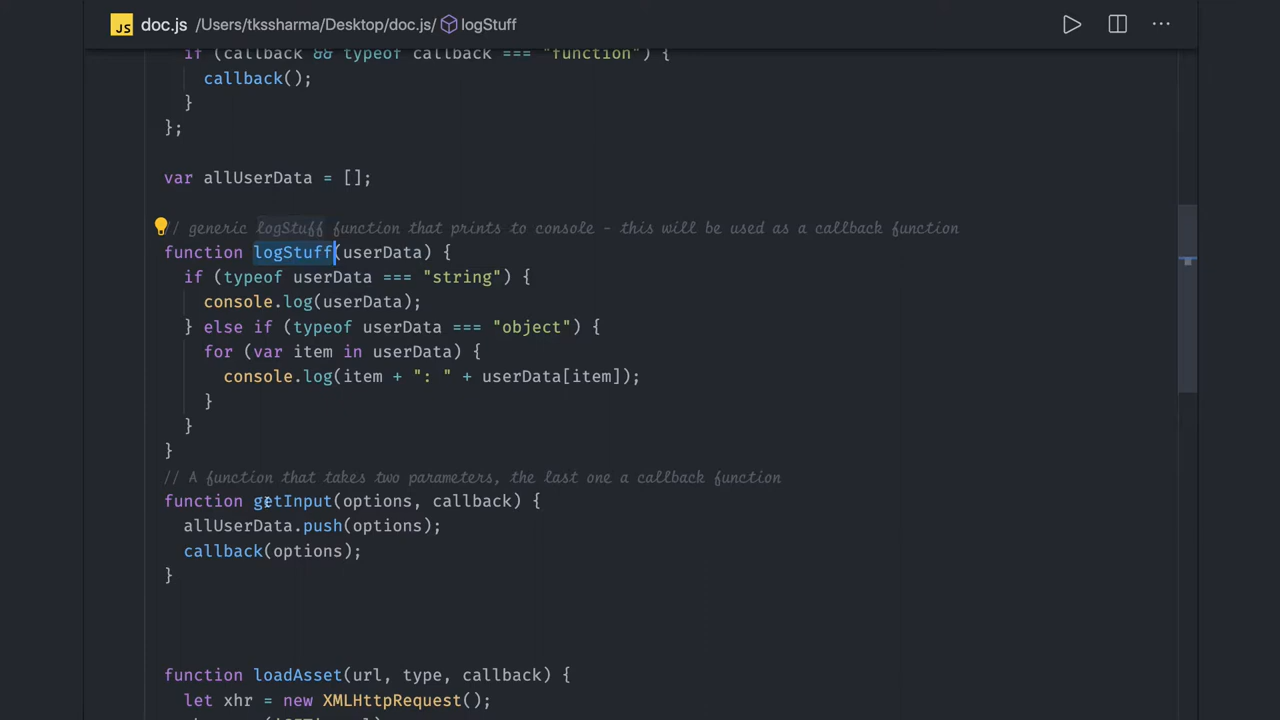 JS doc.js /Users/tkssharma/Desktop/doc.js/ logStuff
if (callback && typeof callback === "function") {
callback();
}
};
var allUserData = [];
// generic logStuff function that prints to console - this will be used as a callback function
function logStuff(userData) {
if (typeof userData === "string") {
console.log(userData);
} else if (typeof userData === "object") {
for (var item in userData) {
console.log(item + ": " + userData[item]);
}
}
}
// A function that takes two parameters, the last one a callback function
function getInput(options, callback) {
allUserData.push(options);
callback(options);
}
function loadAsset(url, type, callback) {
let xhr = new XMLHttpRequest();